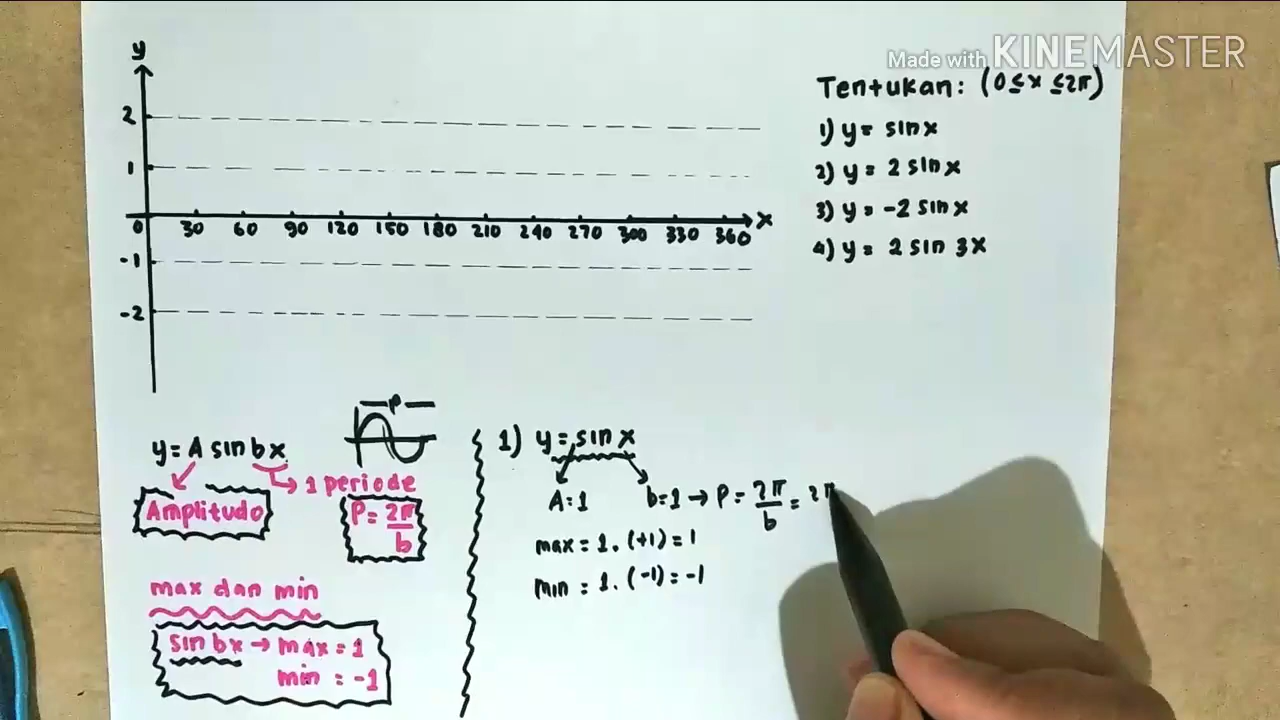 Made with KINEMASTER
y
2
1
0 30 60 90 120 150 180 210 240 270 300 330 360 x
-1
-2
Tentukan: (0≤x≤2π)
1) y = sin x
2) y = 2 sin x
3) y = -2 sin x
4) y = 2 sin 3x
y = A sin bx
1 periode
Amplitudo
P = 2π/b
P
max dan min
sin bx → max = 1
min = -1
1) y = sin x
A = 1 b = 1 → P = 2π/b = 2π
max = 1 . (+1) = 1
min = 1 . (-1) = -1